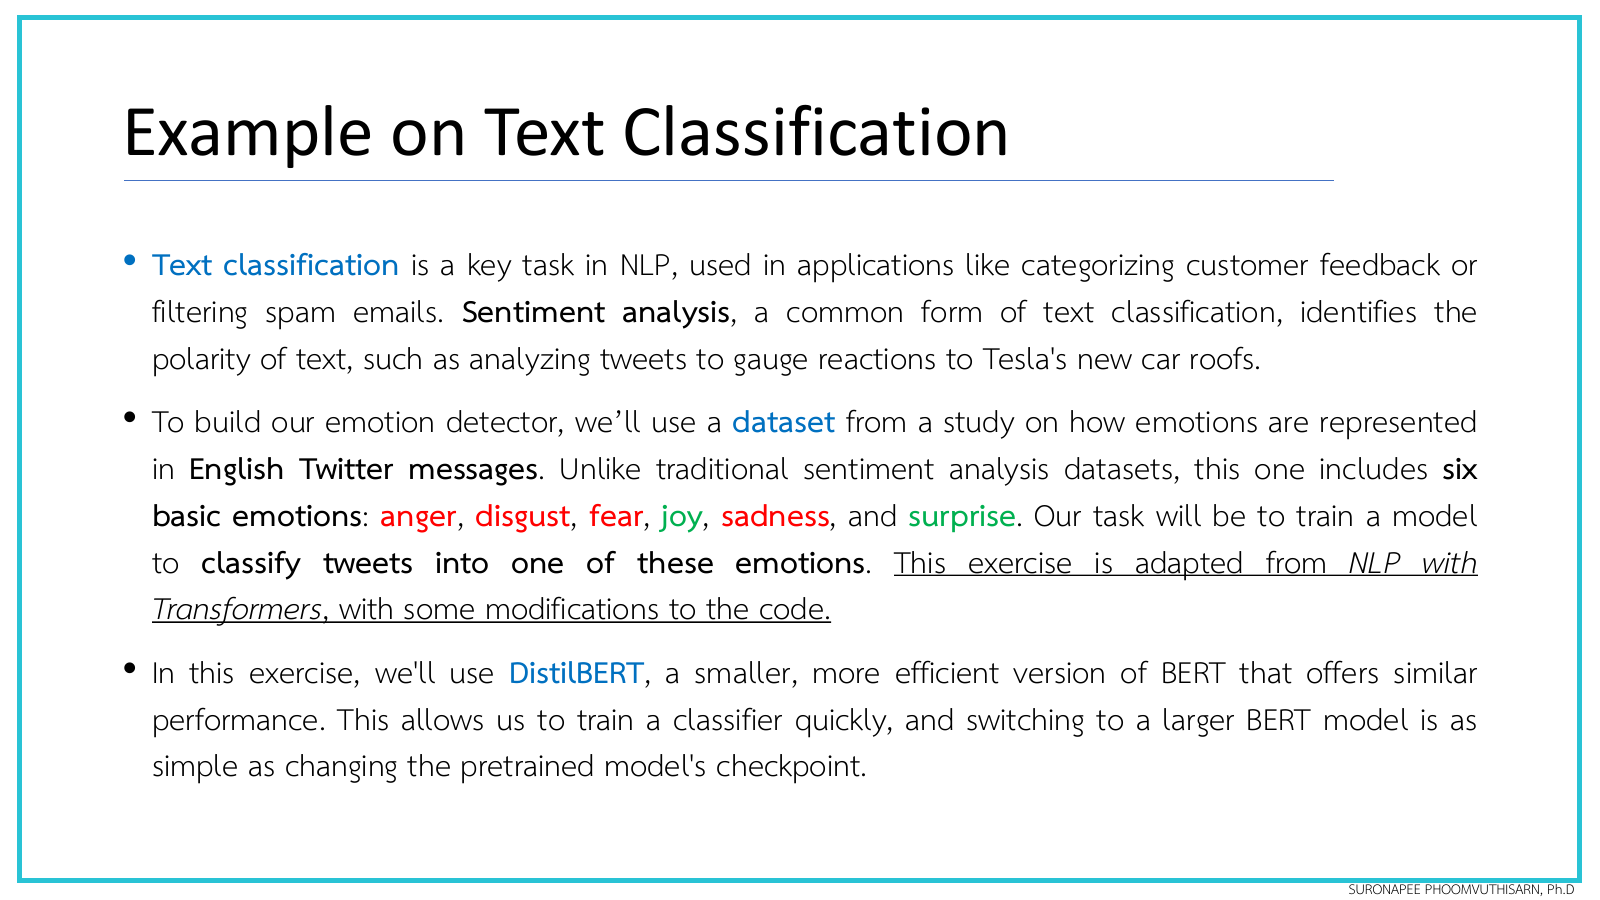 Example on Text Classification
• Text classification is a key task in NLP, used in applications like categorizing customer feedback or
filtering spam emails. Sentiment analysis, a common form of text classification, identifies the
polarity of text, such as analyzing tweets to gauge reactions to Tesla's new car roofs.
• To build our emotion detector, we’ll use a dataset from a study on how emotions are represented
in English Twitter messages. Unlike traditional sentiment analysis datasets, this one includes six
basic emotions: anger, disgust, fear, joy, sadness, and surprise. Our task will be to train a model
to classify tweets into one of these emotions. This exercise is adapted from NLP with
Transformers, with some modifications to the code.
• In this exercise, we'll use DistilBERT, a smaller, more efficient version of BERT that offers similar
performance. This allows us to train a classifier quickly, and switching to a larger BERT model is as
simple as changing the pretrained model's checkpoint.
SURONAPEE PHOOMVUTHISARN, Ph.D